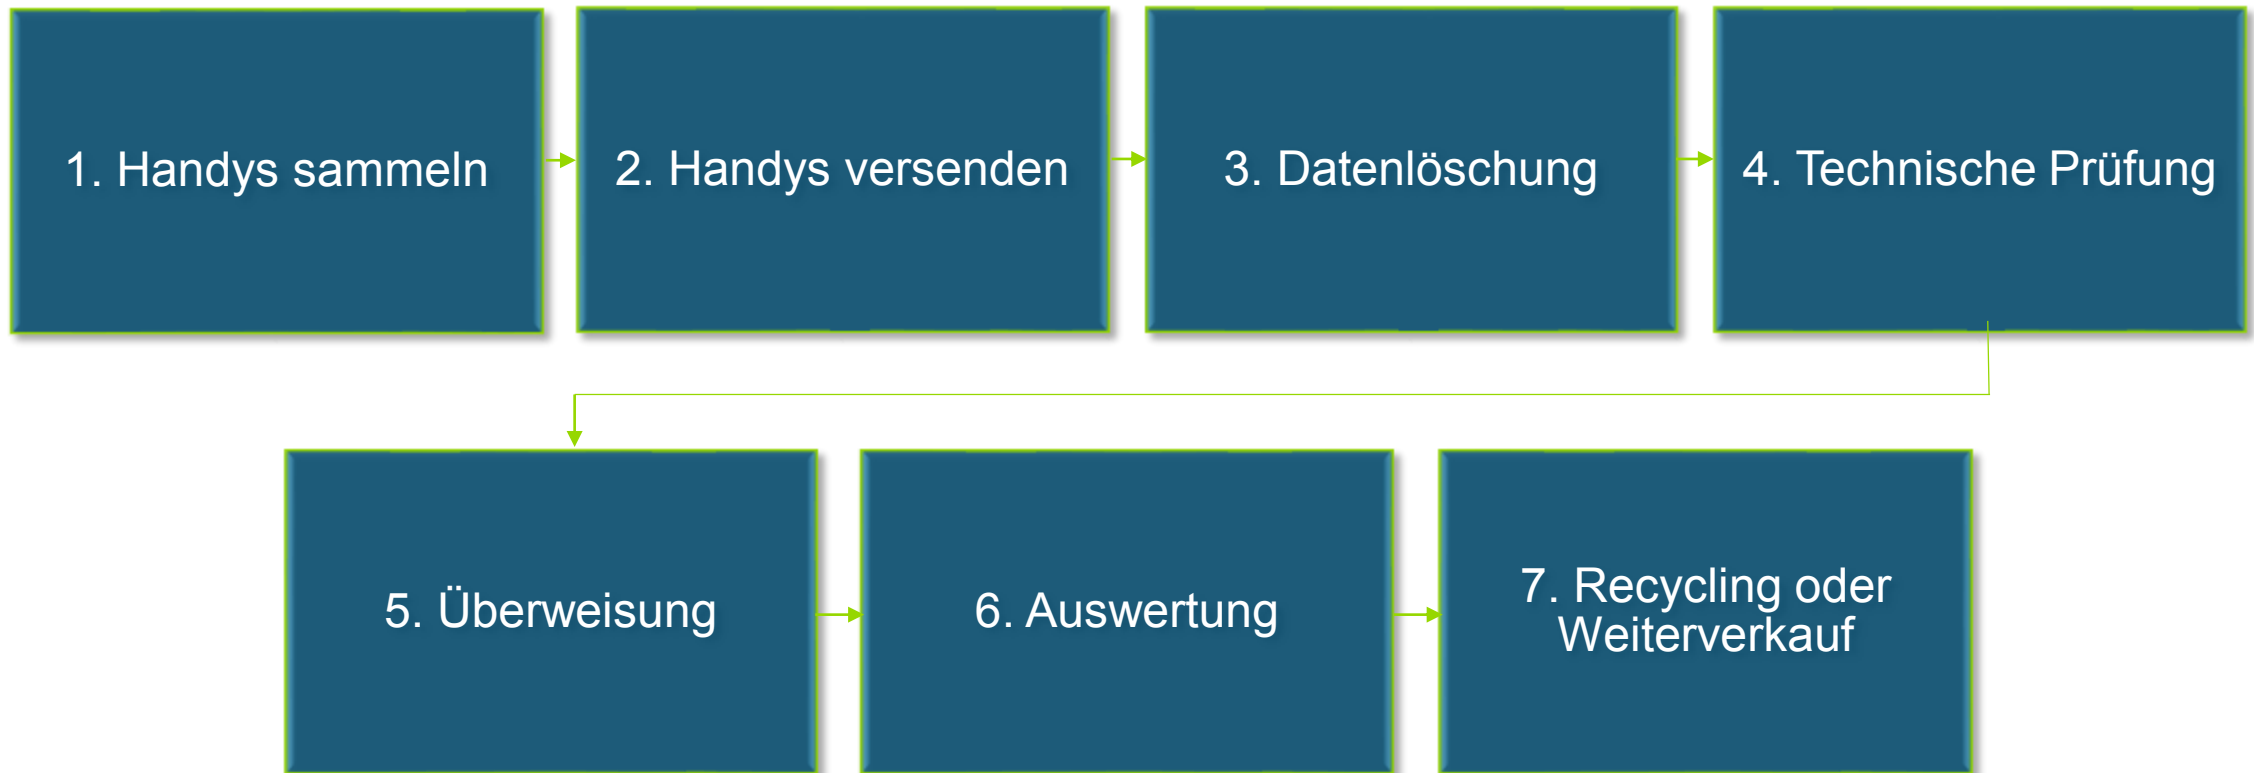 1. Handys sammeln
2. Handys versenden
3. Datenlöschung
4. Technische Prüfung
5. Überweisung
6. Auswertung
7. Recycling oder
Weiterverkauf